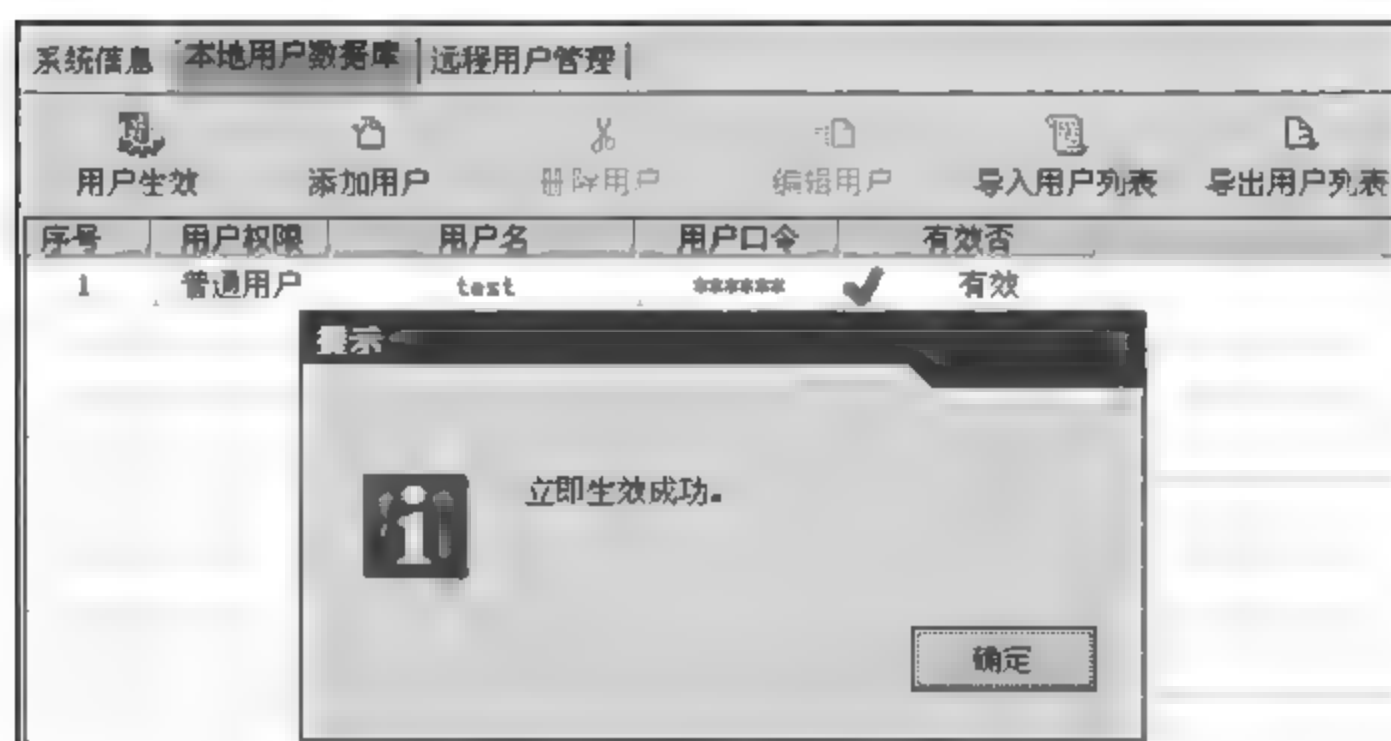 系统信息 本地用户数据库 远程用户管理
用户生效 添加用户 删除用户 编辑用户 导入用户列表 导出用户列表
序号 用户权限 用户名 用户口令 有效否
1 普通用户 test ****** 有效
提示
立即生效成功。
确定